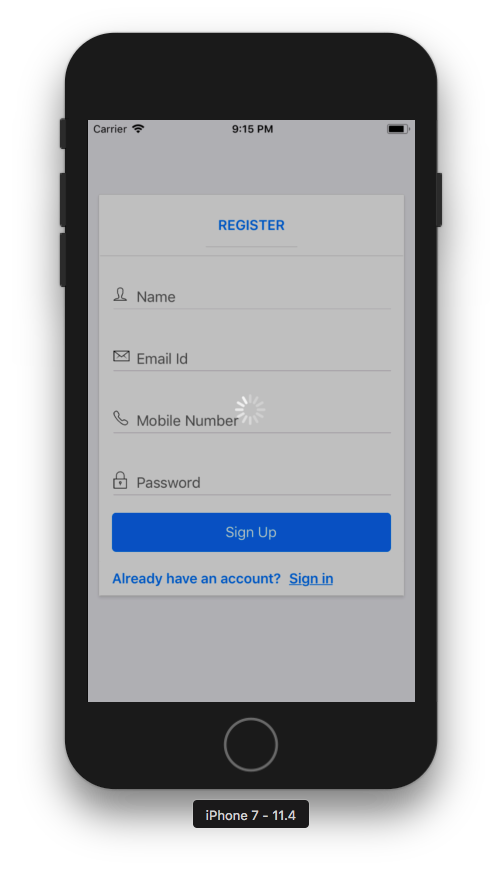 Carrier 9:15 PM
REGISTER
Name
Email Id
Mobile Number
Password
Sign Up
Already have an account? Sign in
iPhone 7 - 11.4